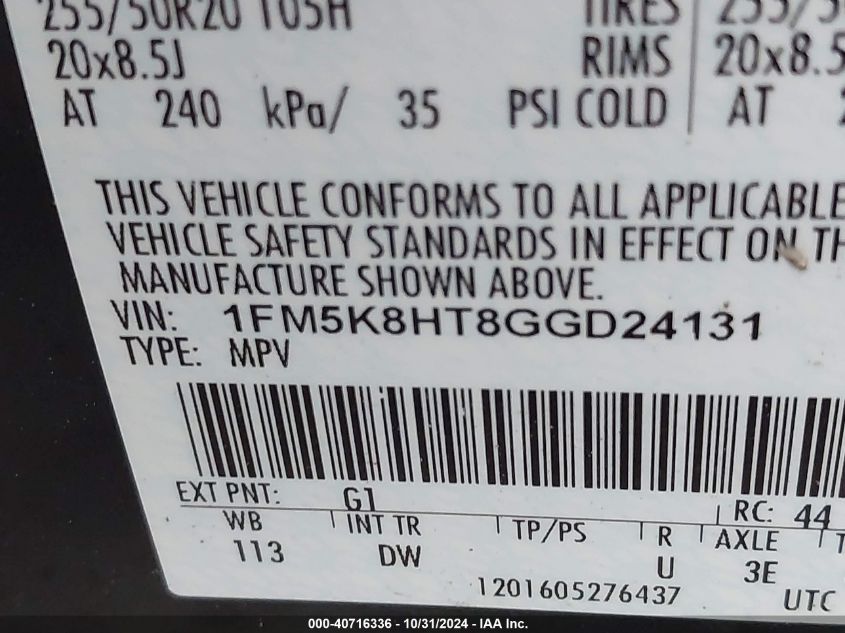 255/50R20 105H TIRES 255/5
20x8.5J RIMS 20x8.5
AT 240 kPa/ 35 PSI COLD AT
THIS VEHICLE CONFORMS TO ALL APPLICABLE
VEHICLE SAFETY STANDARDS IN EFFECT ON TH
MANUFACTURE SHOWN ABOVE.
VIN: 1FM5K8HT8GGD24131
TYPE: MPV
EXT PNT: G1 RC: 44
WB INT TR TP/PS R AXLE T
113 DW U 3E
1201605276437 UTC
000-40716336 - 10/31/2024 - IAA Inc.